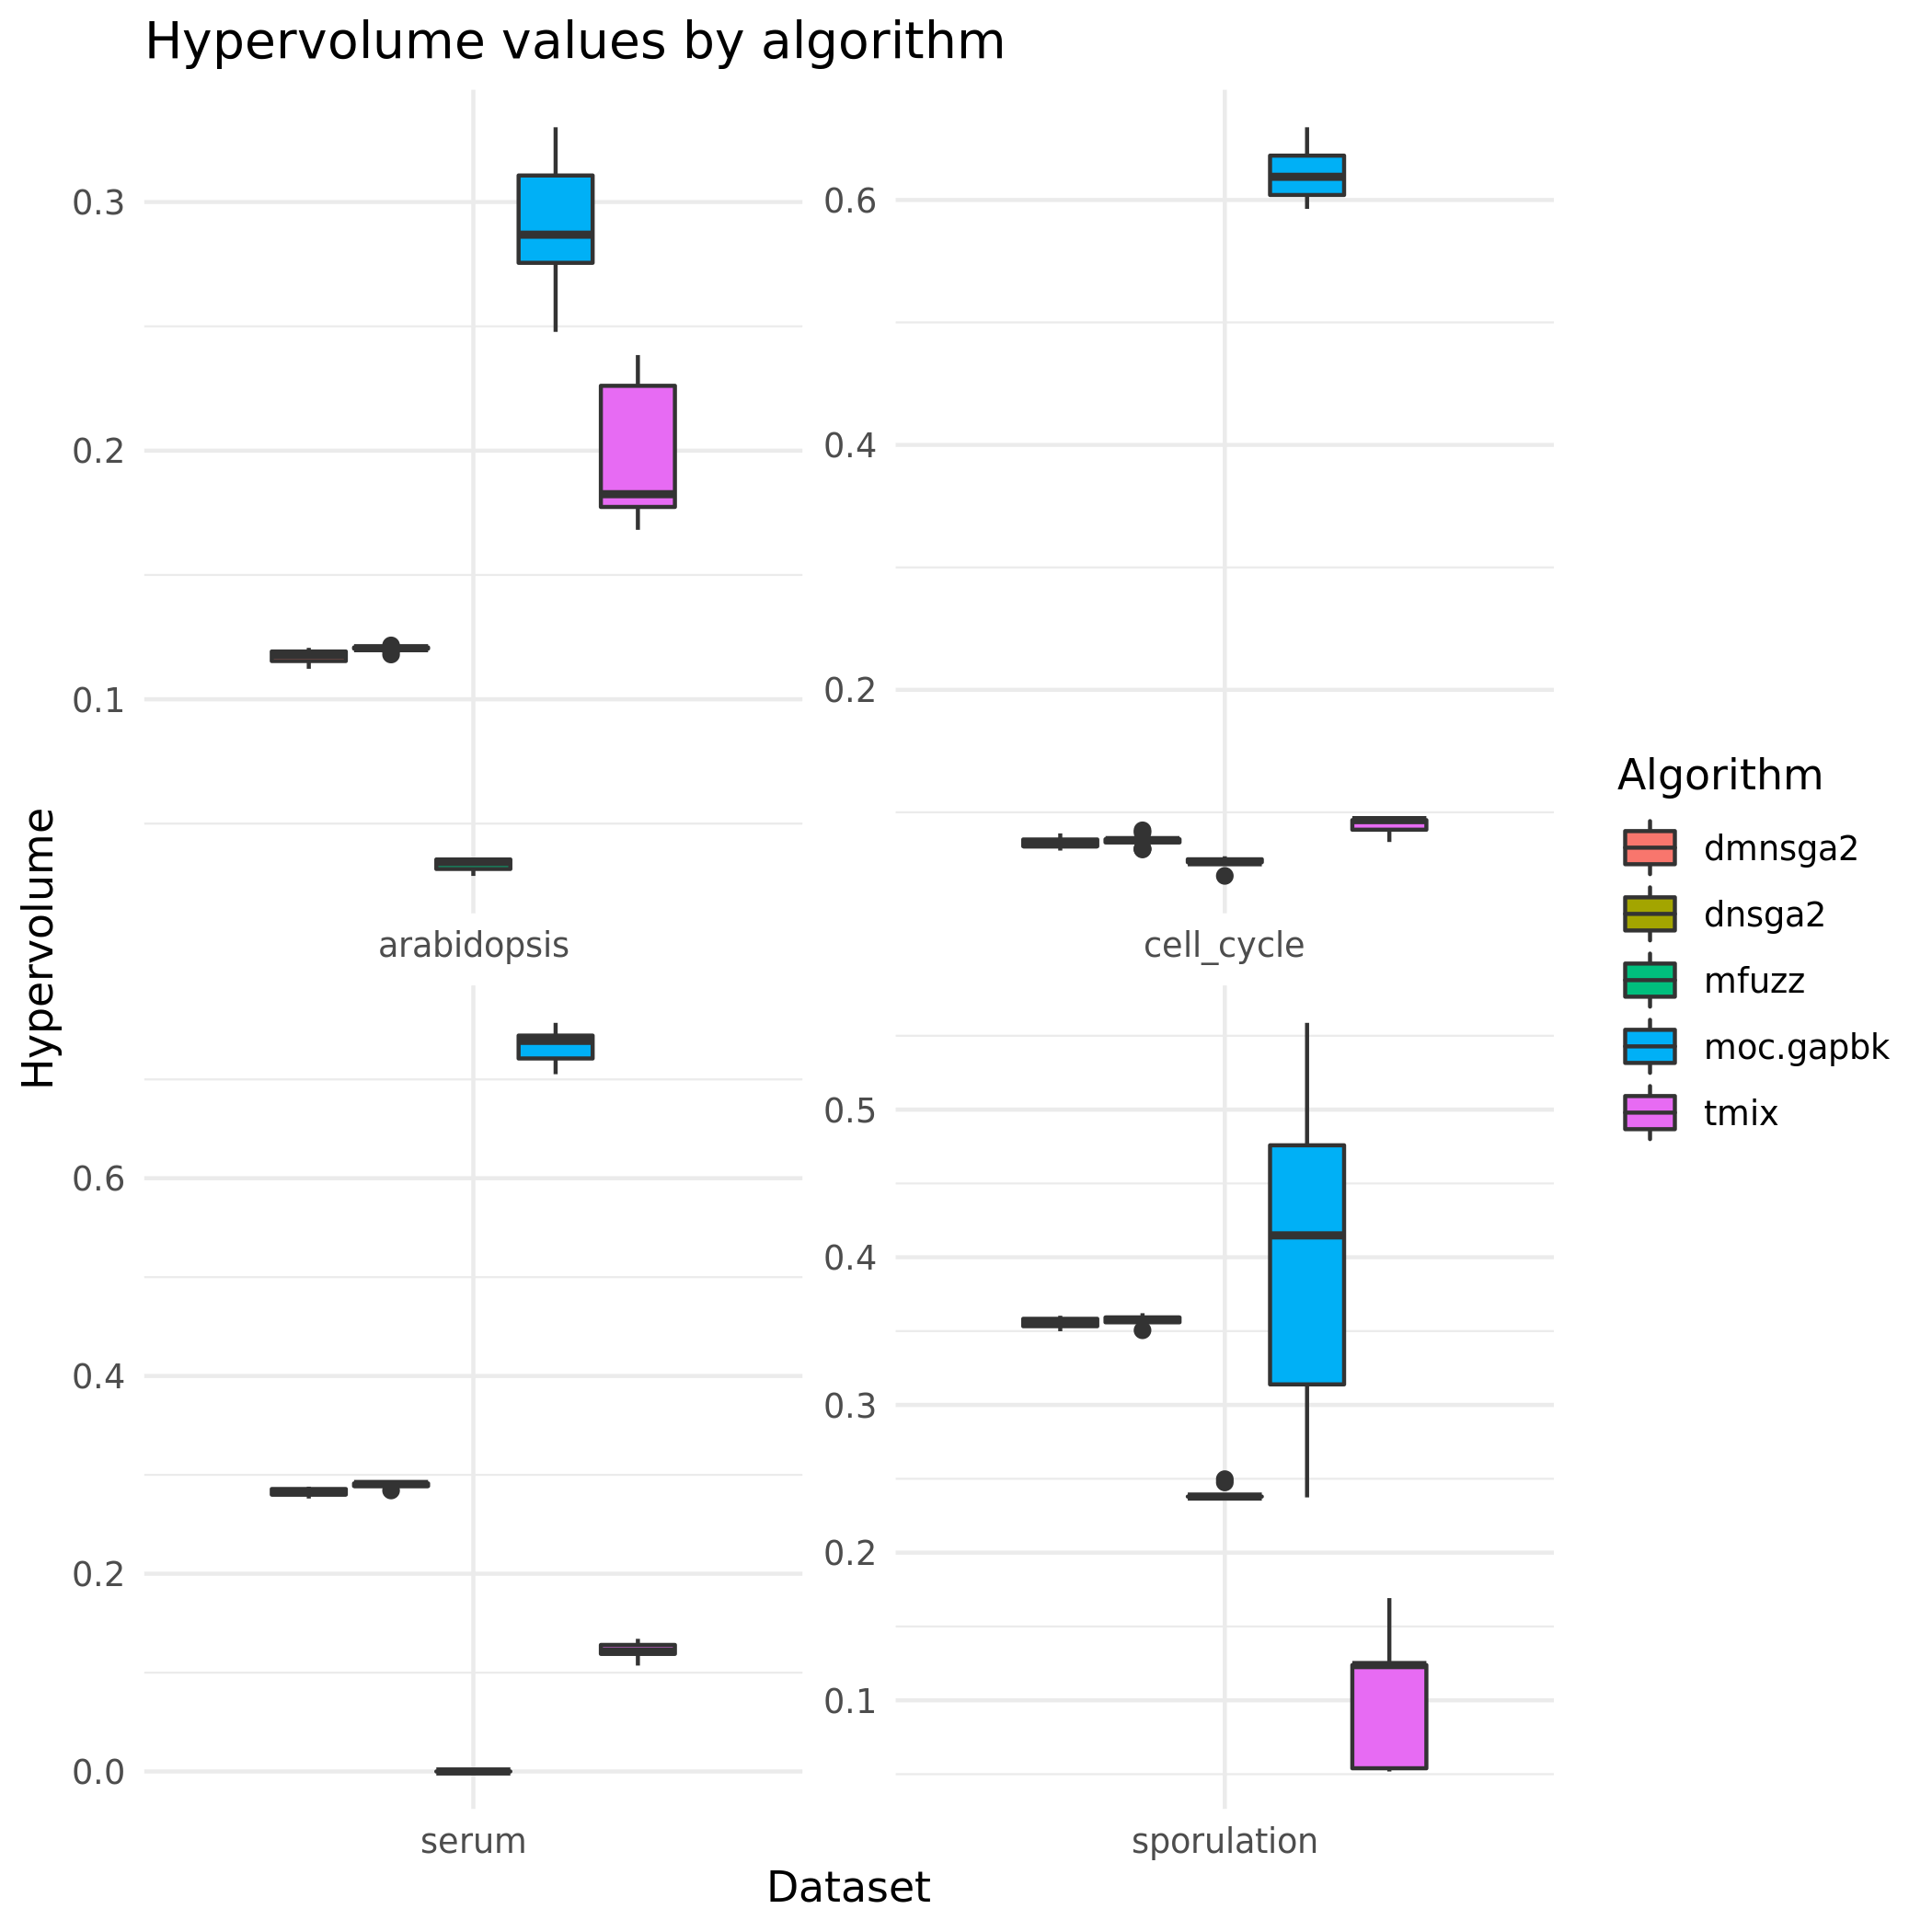 Hypervolume values by algorithm
Hypervolume
0.3
0.2
0.1
arabidopsis
0.6
0.4
0.2
cell_cycle
0.6
0.4
0.2
0.0
serum
0.5
0.4
0.3
0.2
0.1
sporulation
Dataset
Algorithm
dmnsga2
dnsga2
mfuzz
moc.gapbk
tmix